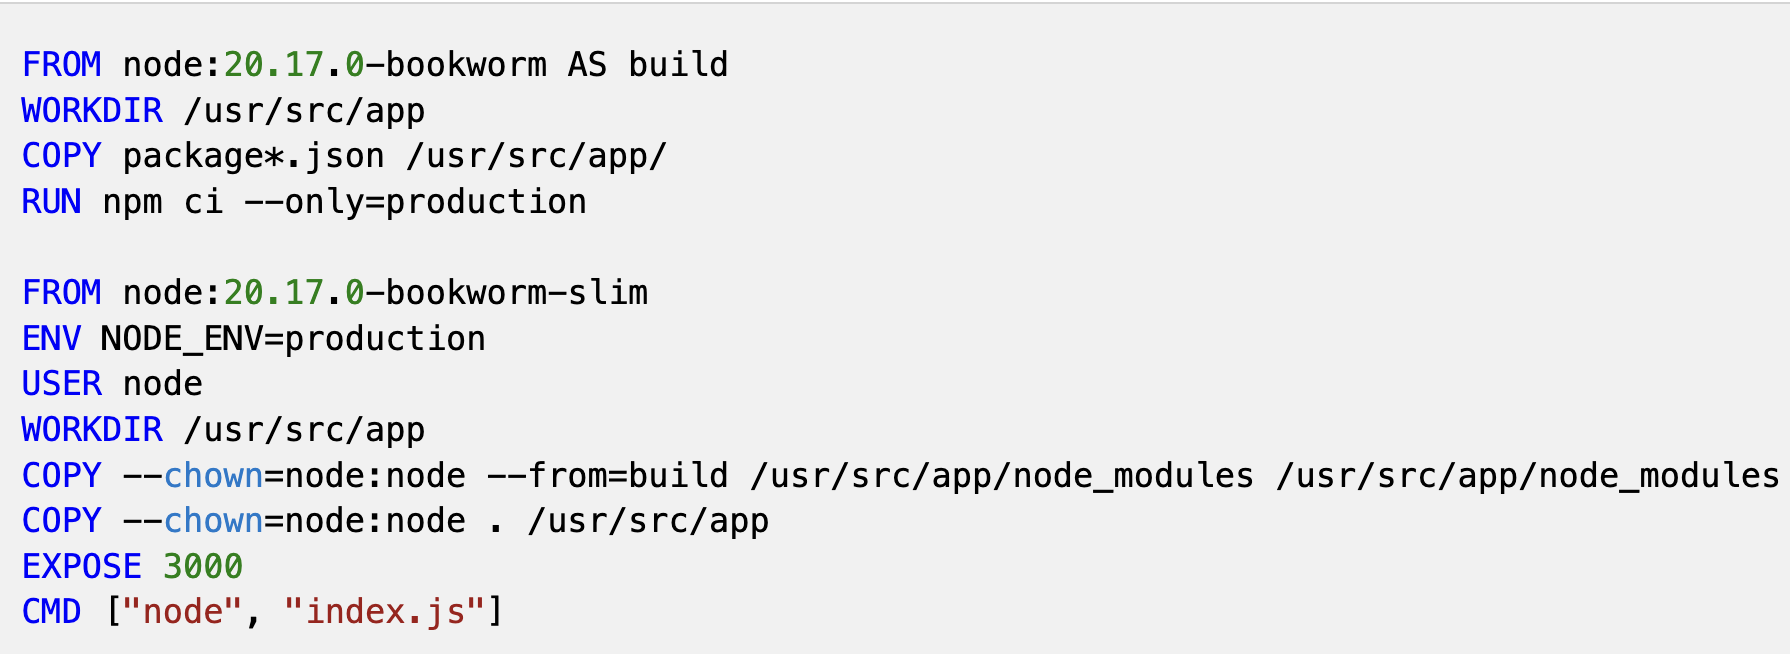 FROM node:20.17.0-bookworm AS build
WORKDIR /usr/src/app
COPY package*.json /usr/src/app/
RUN npm ci --only=production

FROM node:20.17.0-bookworm-slim
ENV NODE_ENV=production
USER node
WORKDIR /usr/src/app
COPY --chown=node:node --from=build /usr/src/app/node_modules /usr/src/app/node_modules
COPY --chown=node:node . /usr/src/app
EXPOSE 3000
CMD ["node", "index.js"]